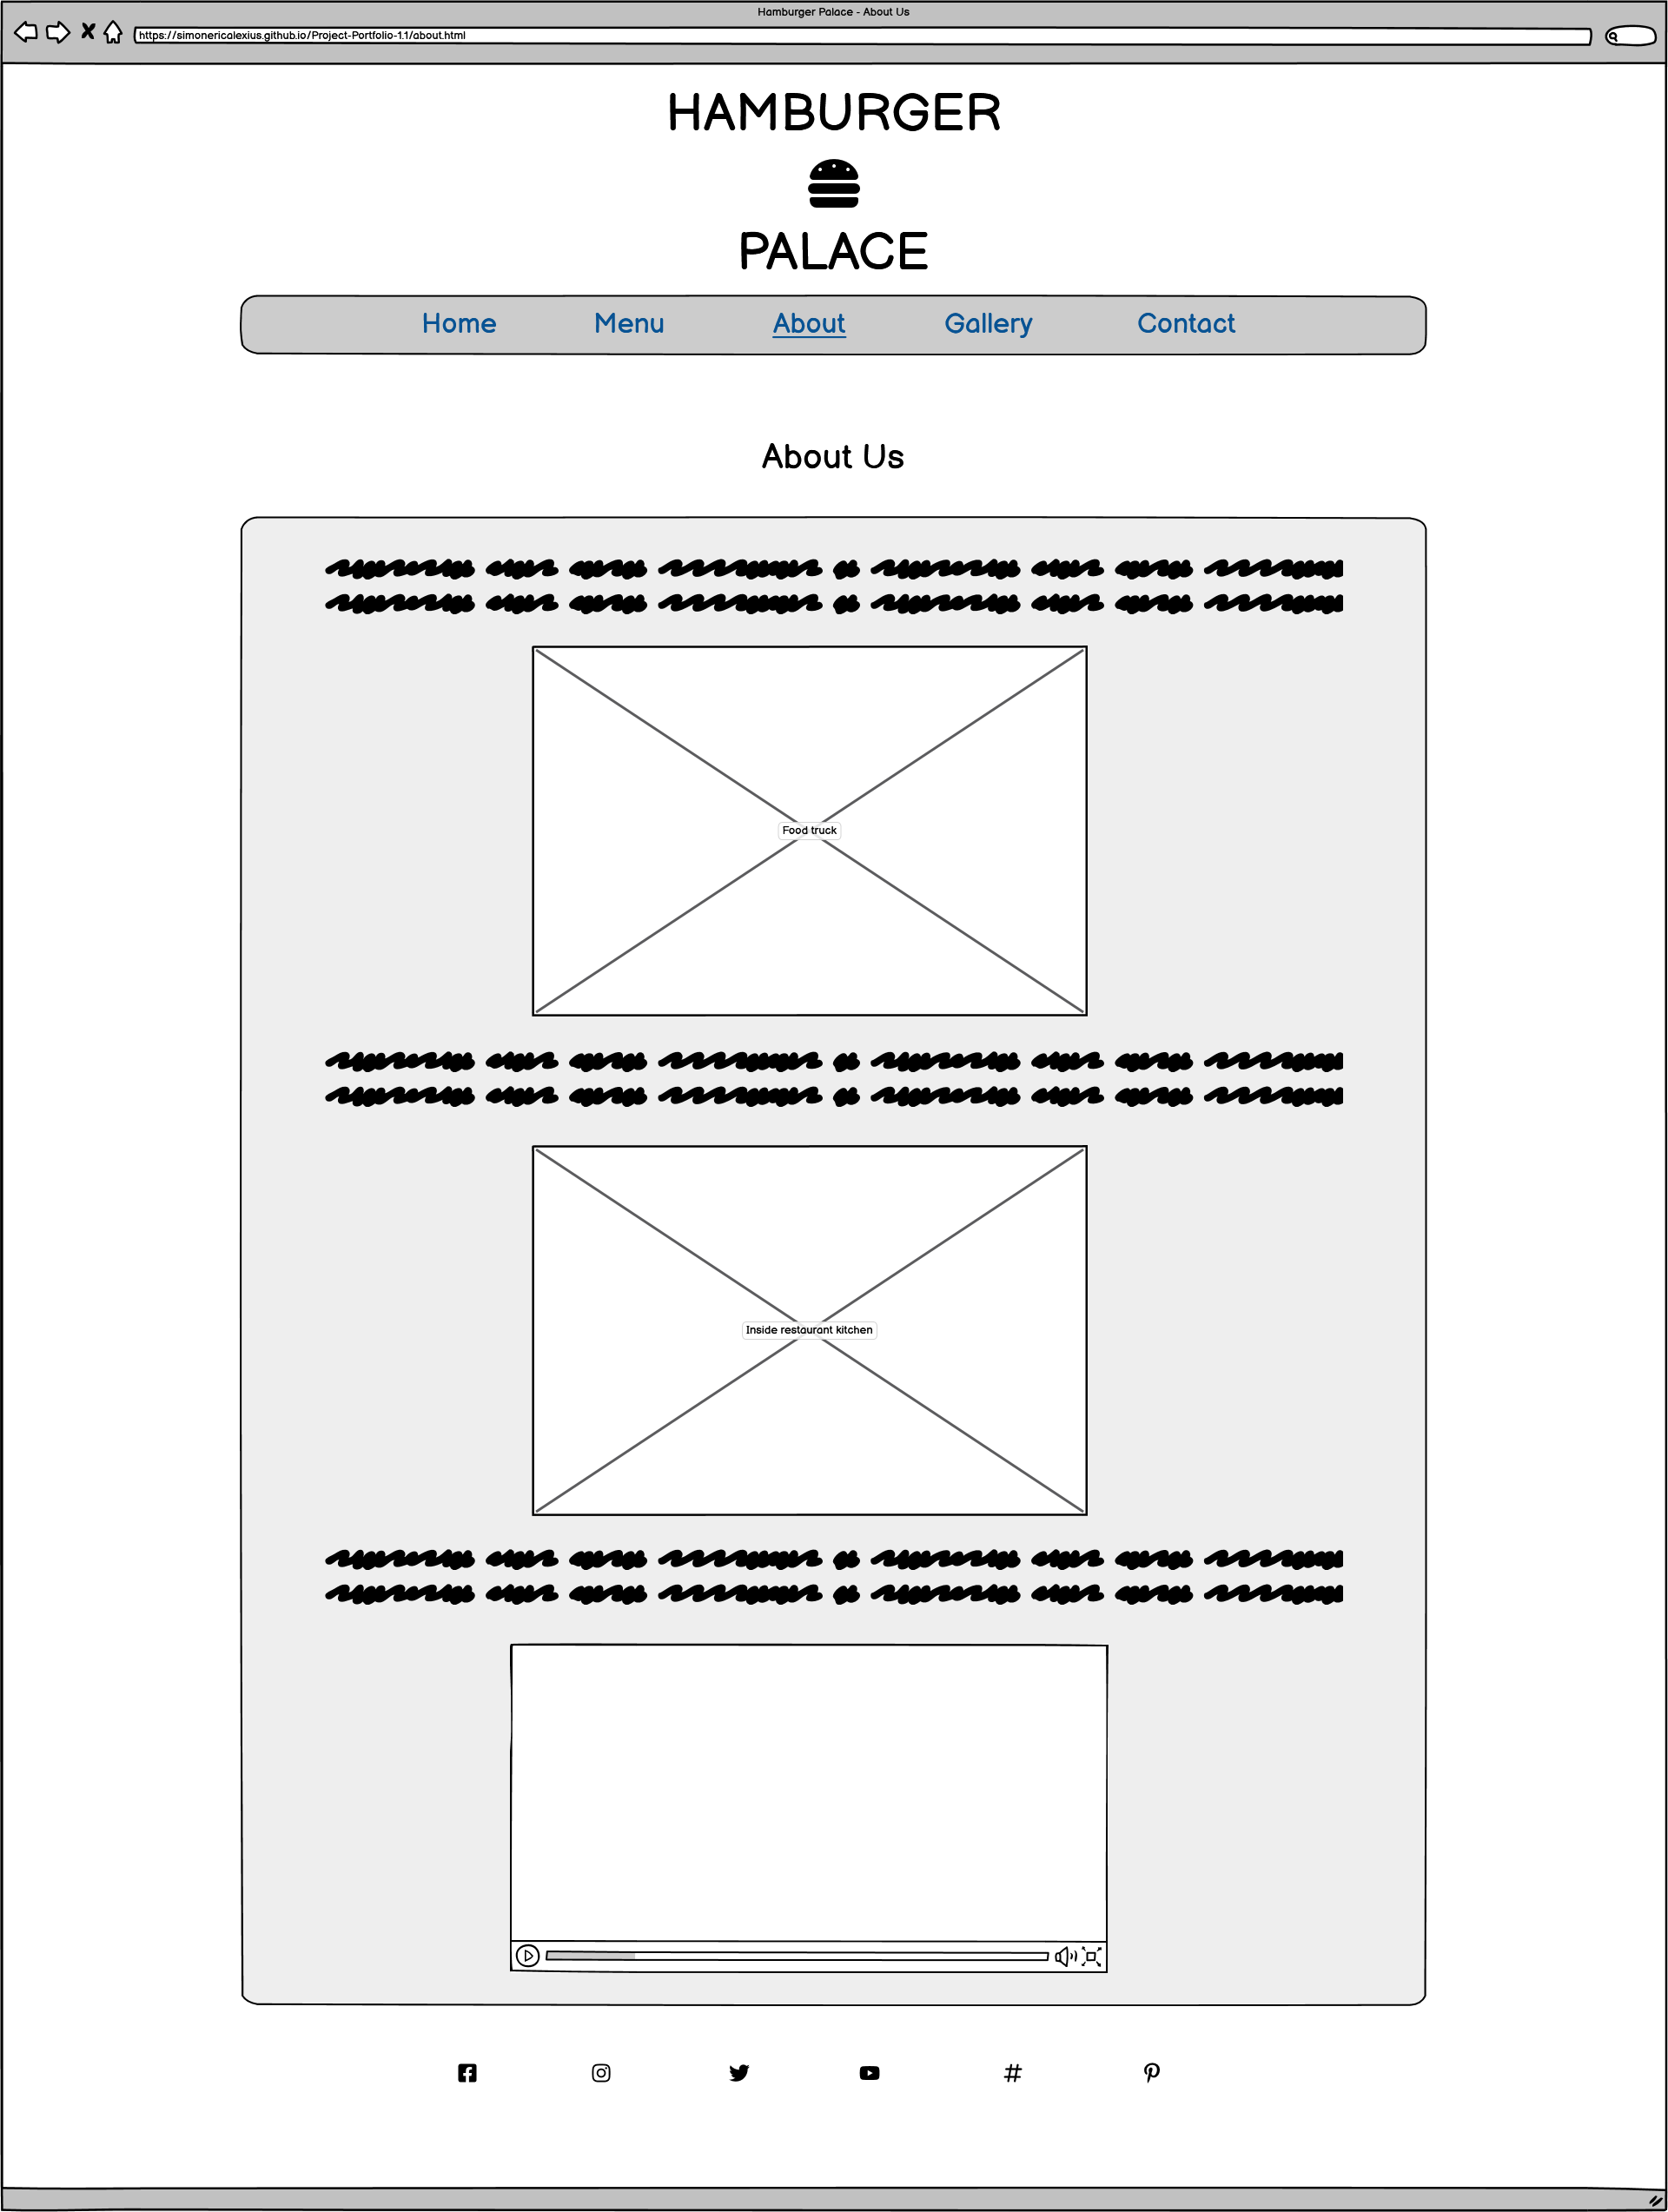 Hamburger Palace - About Us
https://simonericalexius.github.io/Project-Portfolio-1.1/about.html
HAMBURGER
PALACE
Home Menu About Gallery Contact
About Us
Food truck
Inside restaurant kitchen